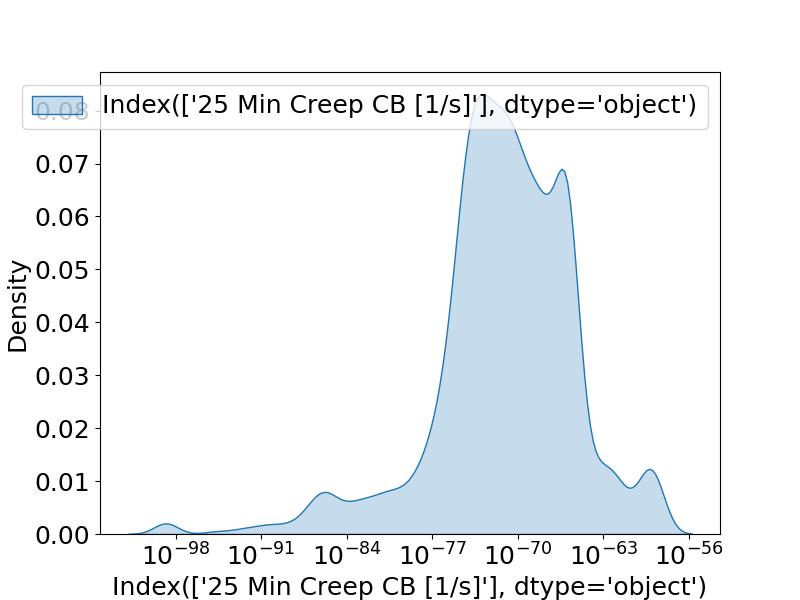 Index(['25 Min Creep CB [1/s]'], dtype='object')
0.08
0.07
0.06
0.05
0.04
0.03
0.02
0.01
0.00
Density
10⁻⁹⁸ 10⁻⁹¹ 10⁻⁸⁴ 10⁻⁷⁷ 10⁻⁷⁰ 10⁻⁶³ 10⁻⁵⁶
Index(['25 Min Creep CB [1/s]'], dtype='object')